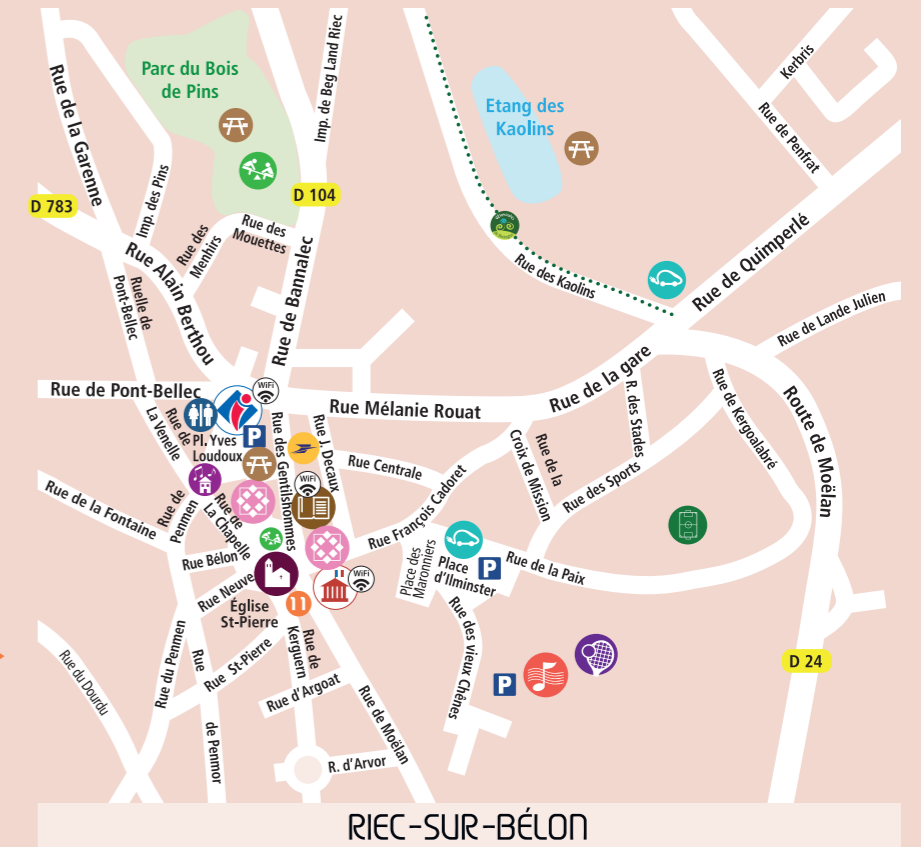 Parc du Bois
de Pins
Imp. de Beg Land Riec
Rue de la Garenne
Imp. des Pins
D 783
D 104
Etang des
Kaolins
Kerbris
Rue de Penfrat
Rue de Quimperlé
Rue des
Menhirs
Rue des
Mouettes
Rue Alain Berthou
Ruelle de
Pont-Bellec
Rue de Bannalec
Rue des Kaolins
Rue de Lande Julien
Rue de Pont-Bellec
WiFi
Rue Mélanie Rouat
Rue de la gare
R. des Stades
Rue de Kergoalabré
Route de Moëlan
Rue de
La Venelle
Pl. Yves
Loudoux
P
Rue des Gentilshommes
Rue J. Decaux
Rue Centrale
WiFi
Rue de la
Croix de Mission
Rue des Sports
Rue de la Fontaine
Rue de
Penmen
Rue de
La Chapelle
Rue François Cadoret
Rue Bélon
Rue Neuve
Église
St-Pierre
11
WiFi
Place des
Maronniers
Place
d'Ilminster
P
Rue de la Paix
Rue des vieux Chênes
P
D 24
Rue du Dourdu
Rue du Penmen
Rue
de Penmor
Rue St-Pierre
Rue de
Kerguern
Rue d'Argoat
Rue de Moëlan
R. d'Arvor
RIEC-SUR-BÉLON